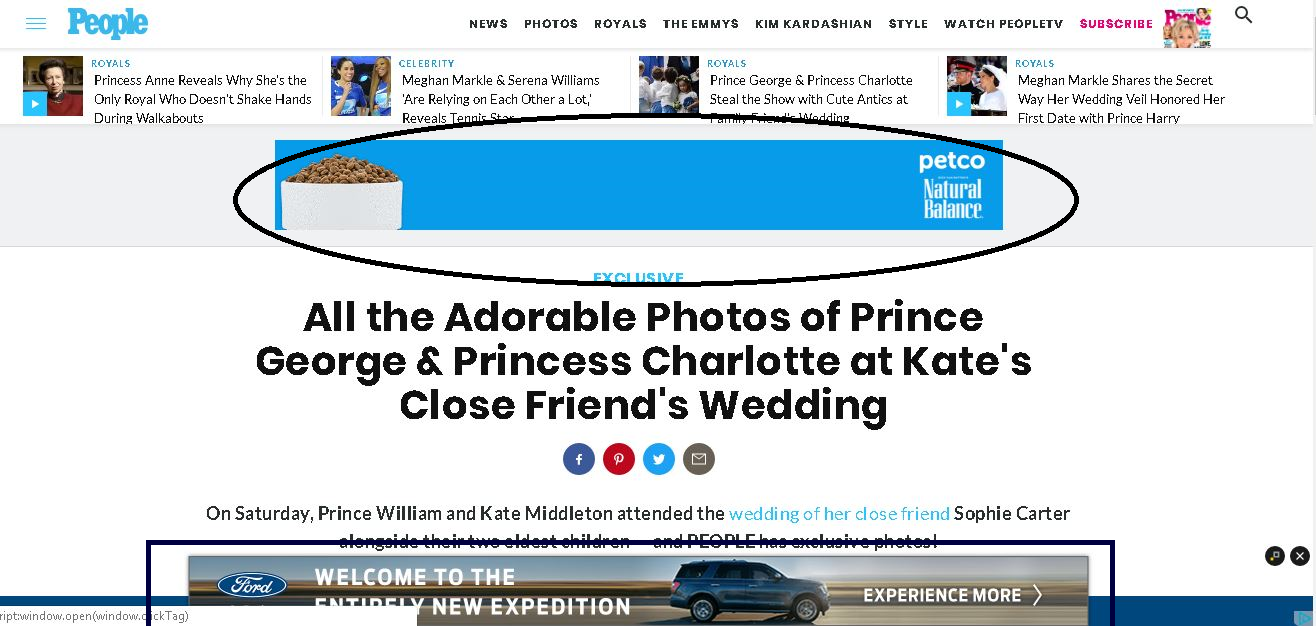 People
NEWS PHOTOS ROYALS THE EMMYS KIM KARDASHIAN STYLE WATCH PEOPLETV SUBSCRIBE
ROYALS
Princess Anne Reveals Why She's the
Only Royal Who Doesn't Shake Hands
During Walkabouts
CELEBRITY
Meghan Markle & Serena Williams
'Are Relying on Each Other a Lot,'
Reveals Tennis Star
ROYALS
Prince George & Princess Charlotte
Steal the Show with Cute Antics at
Family Friend's Wedding
ROYALS
Meghan Markle Shares the Secret
Way Her Wedding Veil Honored Her
First Date with Prince Harry
petco
Natural
Balance
EXCLUSIVE
All the Adorable Photos of Prince
George & Princess Charlotte at Kate's
Close Friend's Wedding
On Saturday, Prince William and Kate Middleton attended the wedding of her close friend Sophie Carter
alongside their two eldest children — and PEOPLE has exclusive photos!
Ford
WELCOME TO THE
ENTIRELY NEW EXPEDITION
EXPERIENCE MORE
ript:window.open(window.clickTag)